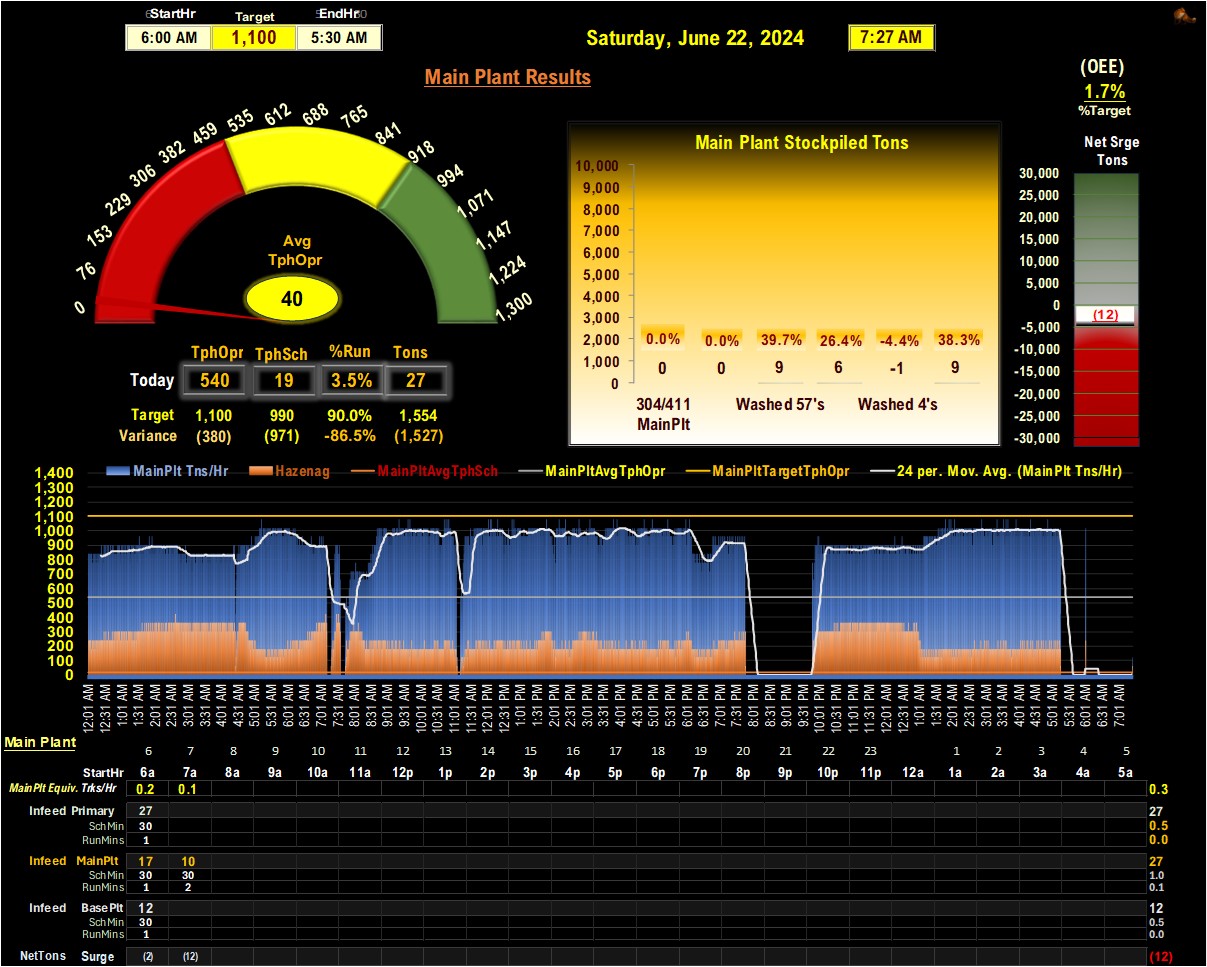 StartHr Target EndHr
6:00 AM 1,100 5:30 AM
Saturday, June 22, 2024 7:27 AM
Main Plant Results
(OEE)
1.7%
%Target
0 76 153 229 306 382 459 535 612 688 765 841 918 994 1,071 1,147 1,224 1,300
Avg
TphOpr
40
TphOpr TphSch %Run Tons
Today 540 19 3.5% 27
Target 1,100 990 90.0% 1,554
Variance (380) (971) -86.5% (1,527)
Main Plant Stockpiled Tons
10,000
9,000
8,000
7,000
6,000
5,000
4,000
3,000
2,000
1,000
0
0.0% 0.0% 39.7% 26.4% -4.4% 38.3%
0 0 9 6 -1 9
304/411 Washed 57's Washed 4's
MainPlt
Net Srge
Tons
30,000
25,000
20,000
15,000
10,000
5,000
0
(12)
-5,000
-10,000
-15,000
-20,000
-25,000
-30,000
MainPlt Tns/Hr Hazenag MainPltAvgTphSch MainPltAvgTphOpr MainPltTargetTphOpr 24 per. Mov. Avg. (MainPlt Tns/Hr)
1,400
1,300
1,200
1,100
1,000
900
800
700
600
500
400
300
200
100
0
12:01 AM 12:31 AM 1:01 AM 1:31 AM 2:01 AM 2:31 AM 3:01 AM 3:31 AM 4:01 AM 4:31 AM 5:01 AM 5:31 AM 6:01 AM 6:31 AM 7:01 AM 7:31 AM 8:01 AM 8:31 AM 9:01 AM 9:31 AM 10:01 AM 10:31 AM 11:01 AM 11:31 AM 12:01 PM 12:31 PM 1:01 PM 1:31 PM 2:01 PM 2:31 PM 3:01 PM 3:31 PM 4:01 PM 4:31 PM 5:01 PM 5:31 PM 6:01 PM 6:31 PM 7:01 PM 7:31 PM 8:01 PM 8:31 PM 9:01 PM 9:31 PM 10:01 PM 10:31 PM 11:01 PM 11:31 PM 12:01 AM 12:31 AM 1:01 AM 1:31 AM 2:01 AM 2:31 AM 3:01 AM 3:31 AM 4:01 AM 4:31 AM 5:01 AM 5:31 AM 6:01 AM 6:31 AM 7:01 AM
Main Plant
6 7 8 9 10 11 12 13 14 15 16 17 18 19 20 21 22 23 1 2 3 4 5
StartHr 6a 7a 8a 9a 10a 11a 12p 1p 2p 3p 4p 5p 6p 7p 8p 9p 10p 11p 12a 1a 2a 3a 4a 5a
MainPlt Equiv. Trks/Hr 0.2 0.1 0.3
Infeed Primary 27 27
SchMin 30 0.5
RunMins 1 0.0
Infeed MainPlt 17 10 27
SchMin 30 30 1.0
RunMins 1 2 0.1
Infeed BasePlt 12 12
SchMin 30 0.5
RunMins 1 0.0
NetTons Surge (2) (12) (12)